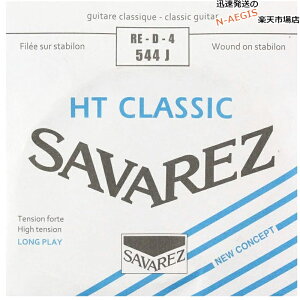 迅速発送の
N-AEGIS
楽天市場店
guitare classique - classic guitar
Filée sur stabilon
RE - D - 4
544 J
Wound on stabilon
HT CLASSIC
SAVAREZ
Tension forte
High tension
LONG PLAY
SAVAREZ
NEW CONCEPT